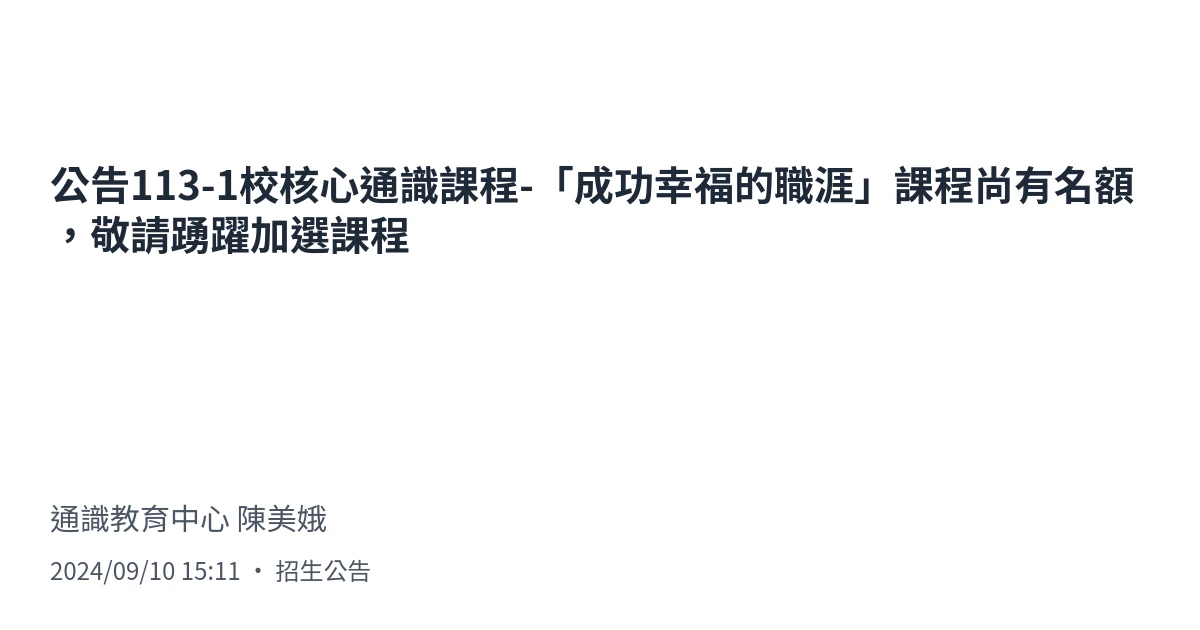 公告113-1校核心通識課程-「成功幸福的職涯」課程尚有名額
，敬請踴躍加選課程
通識教育中心 陳美娥
2024/09/10 15:11 • 招生公告